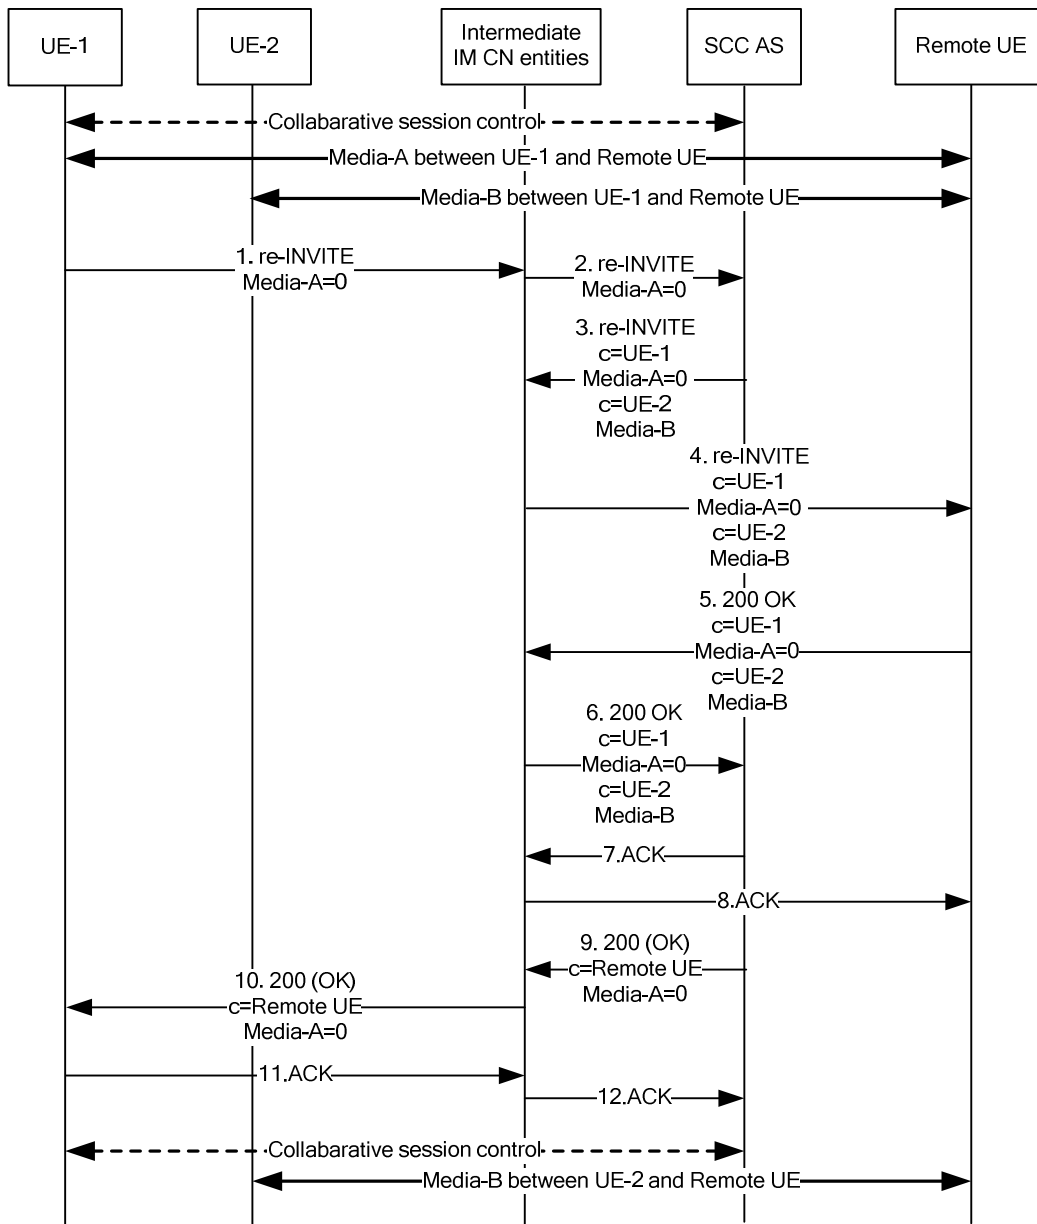 UE-1
UE-2
Intermediate
IM CN entities
SCC AS
Remote UE
Collabarative session control
Media-A between UE-1 and Remote UE
Media-B between UE-1 and Remote UE
1. re-INVITE
Media-A=0
2. re-INVITE
Media-A=0
3. re-INVITE
c=UE-1
Media-A=0
c=UE-2
Media-B
4. re-INVITE
c=UE-1
Media-A=0
c=UE-2
Media-B
5. 200 OK
c=UE-1
Media-A=0
c=UE-2
Media-B
6. 200 OK
c=UE-1
Media-A=0
c=UE-2
Media-B
7.ACK
8.ACK
9. 200 (OK)
c=Remote UE
Media-A=0
10. 200 (OK)
c=Remote UE
Media-A=0
11.ACK
12.ACK
Collabarative session control
Media-B between UE-2 and Remote UE